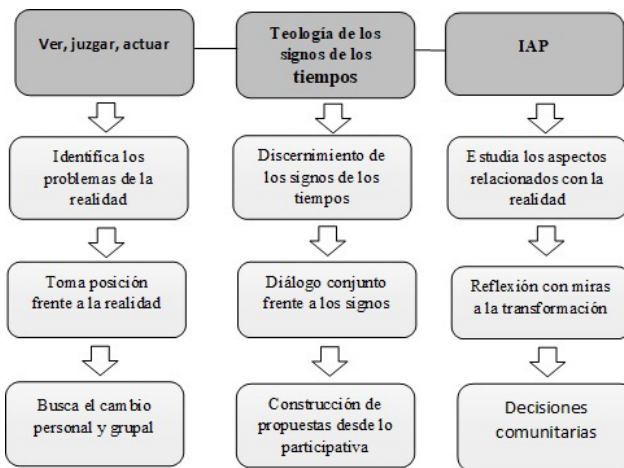 Ver, juzgar, actuar
Teología de los
signos de los
tiempos
IAP
Identifica los
problemas de la
realidad
Discernimiento de
los signos de los
tiempos
Estudia los aspectos
relacionados con la
realidad
Toma posición
frente a la realidad
Diálogo conjunto
frente a los signos
Reflexión con miras
a la transformación
Busca el cambio
personal y grupal
Construcción de
propuestas desde lo
participativa
Decisiones
comunitarias